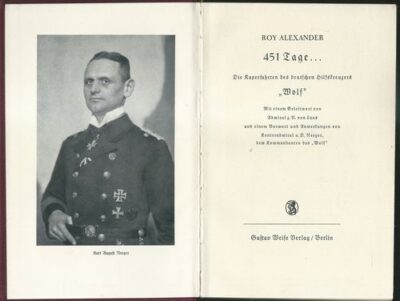 Karl August Nerger
ROY ALEXANDER
451 Tage...
Die Kaperfahrten des deutschen Hilfskreuzers
„Wolf“
Mit einem Geleitwort von
Admiral z. V. von Lans
und einem Vorwort und Anmerkungen von
Konteradmiral a. D. Nerger,
dem Kommandanten des „Wolf“
Gustav Weise Verlag / Berlin